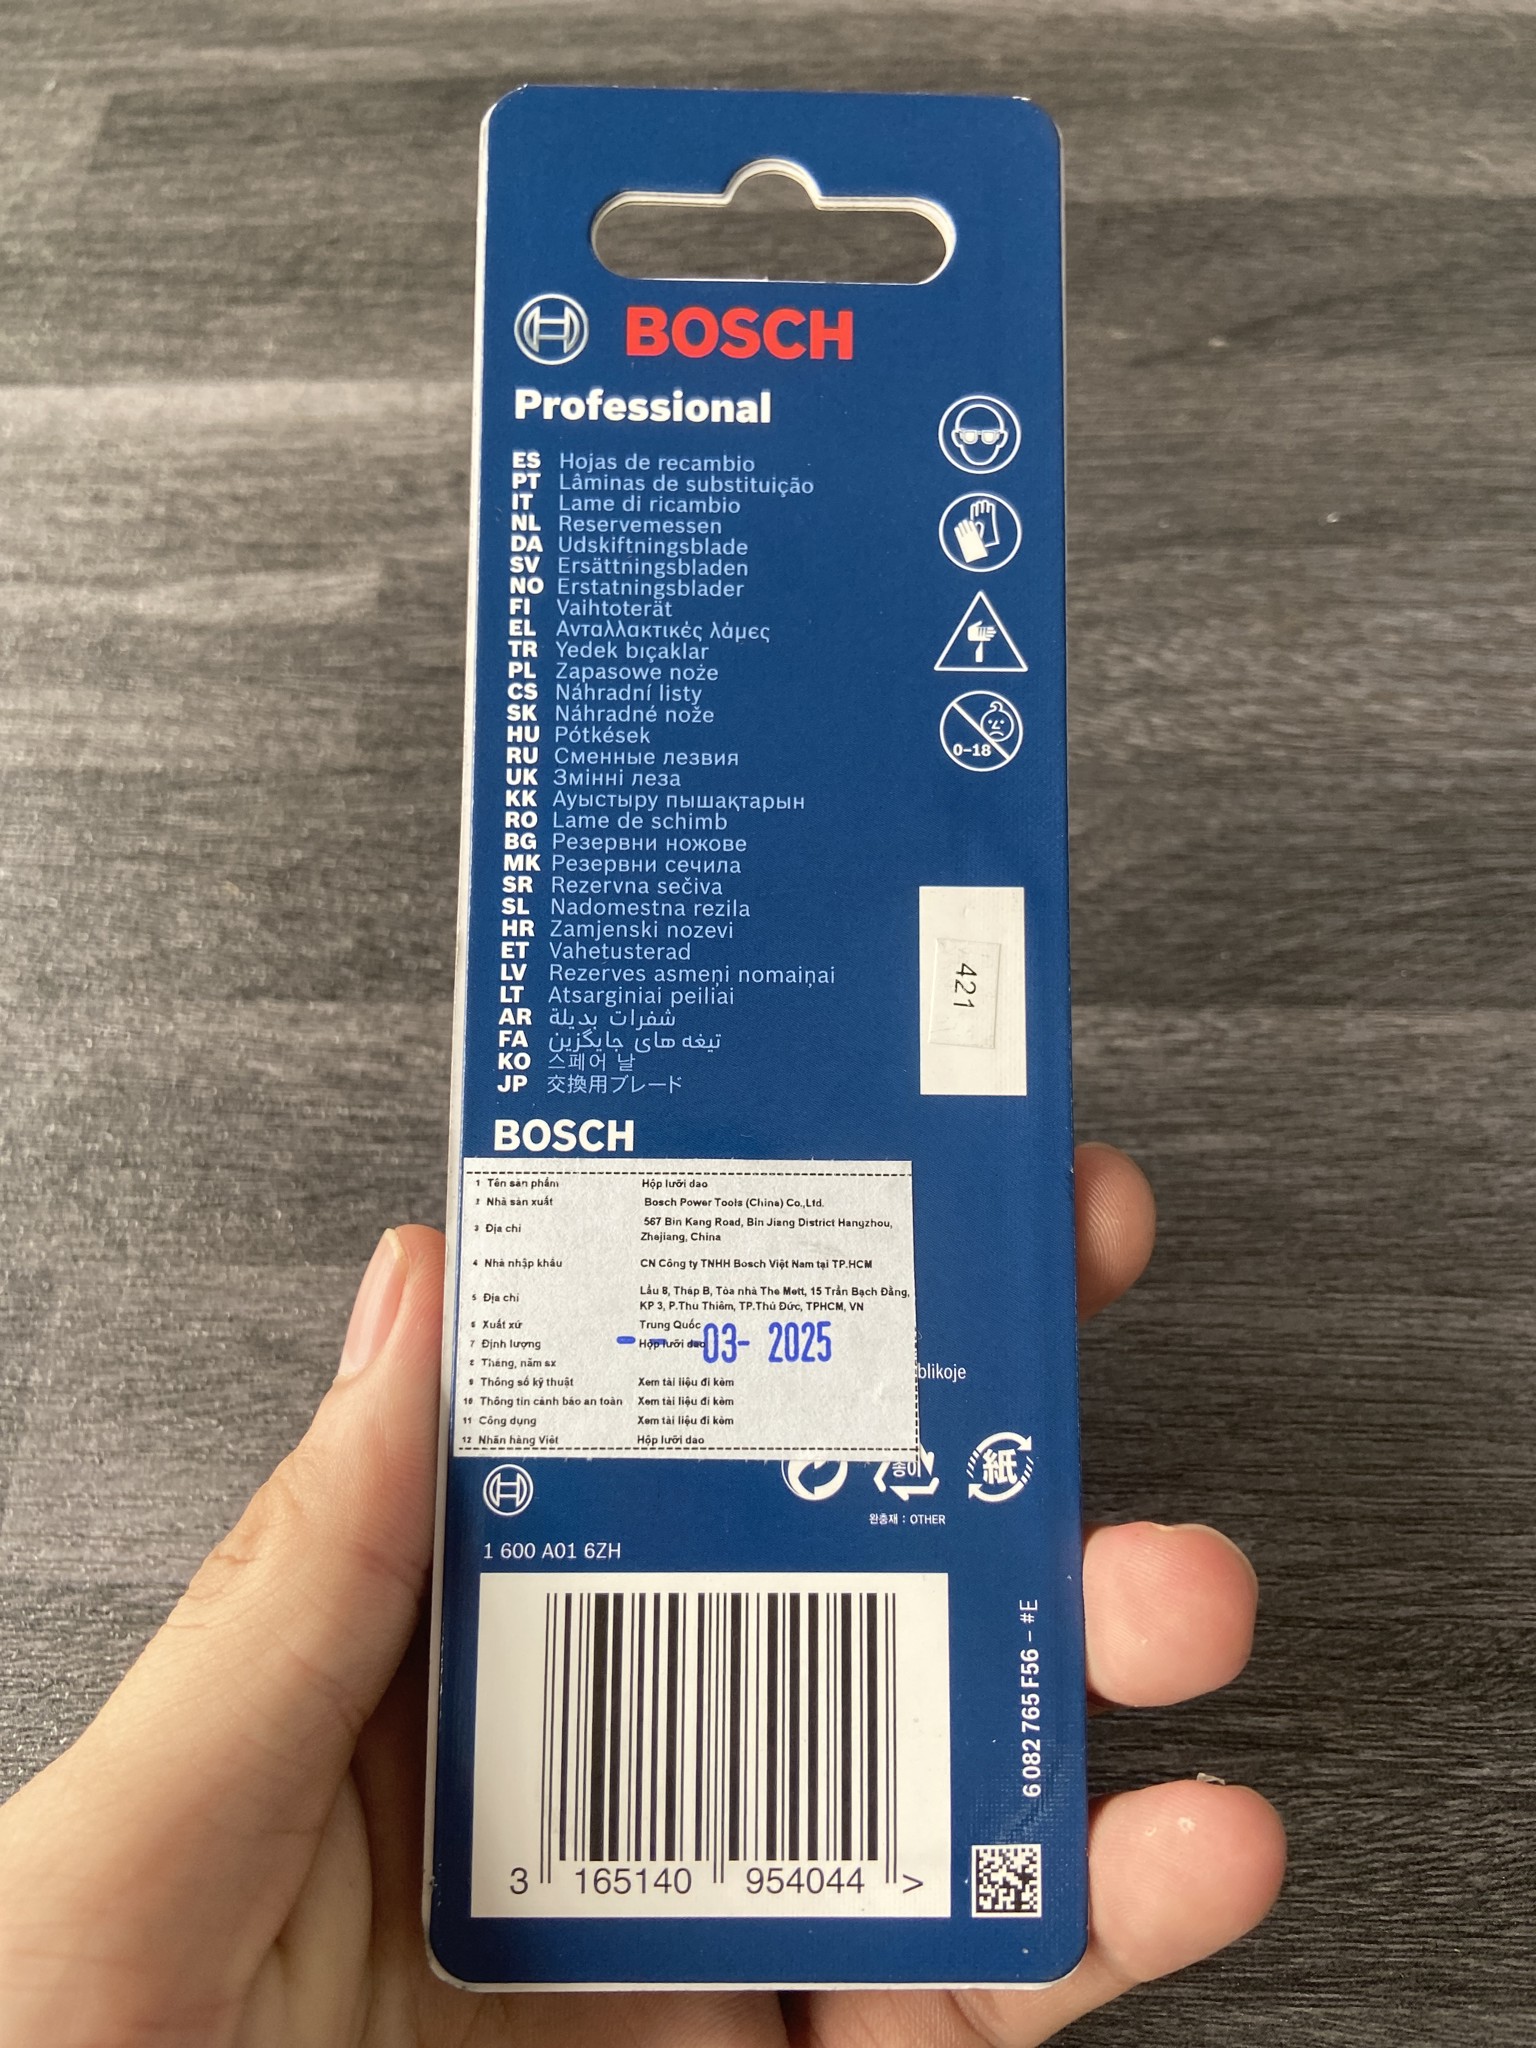 BOSCH
Professional
ES Hojas de recambio
PT Lâminas de substituição
IT Lame di ricambio
NL Reservemessen
DA Udskiftningsblade
SV Ersättningsbladen
NO Erstatningsblader
FI Vaihtoterät
EL Ανταλλακτικές λάμες
TR Yedek bıçaklar
PL Zapasowe noże
CS Náhradní listy
SK Náhradné nože
HU Pótkések
RU Сменные лезвия
UK Змінні леза
KK Ауыстыру пышақтарын
RO Lame de schimb
BG Резервни ножове
MK Резервни сечила
SR Rezervna sečiva
SL Nadomestna rezila
HR Zamjenski nozevi
ET Vahetusterad
LV Rezerves asmeņi nomaiņai
LT Atsarginiai peiliai
AR شفرات بديلة
FA تیغه های جایگزین
KO 스페어 날
JP 交換用ブレード
0-18
421
BOSCH
1 Tên sản phẩm Hộp lưỡi dao
2 Nhà sản xuất Bosch Power Tools (China) Co.,Ltd.
3 Địa chỉ 567 Bin Kang Road, Bin Jiang District Hangzhou,
Zhejiang, China
4 Nhà nhập khẩu CN Công ty TNHH Bosch Việt Nam tại TP.HCM
5 Địa chỉ Lầu 8, Tháp B, Tòa nhà The Mett, 15 Trần Bạch Đằng,
KP 3, P.Thu Thiêm, TP.Thủ Đức, TPHCM, VN
6 Xuất xứ Trung Quốc
7 Định lượng Hộp lưỡi dao
8 Tháng, năm sx
-- -03- 2025
9 Thông số kỹ thuật Xem tài liệu đi kèm
10 Thông tin cảnh báo an toàn Xem tài liệu đi kèm
11 Công dụng Xem tài liệu đi kèm
12 Nhãn hàng Việt Hộp lưỡi dao
blikoje
종이
紙
완충재 : OTHER
1 600 A01 6ZH
6 082 765 F56 - #E
3 165140 954044 >